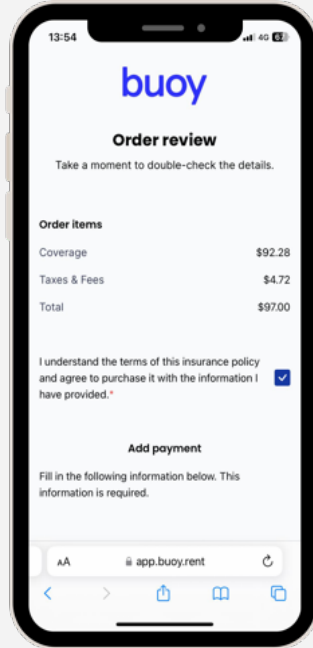 13:54
4G 62
buoy
Order review
Take a moment to double-check the details.
Order items
Coverage $92.28
Taxes & Fees $4.72
Total $97.00
I understand the terms of this insurance policy
and agree to purchase it with the information I
have provided.*
Add payment
Fill in the following information below. This
information is required.
AA app.buoy.rent